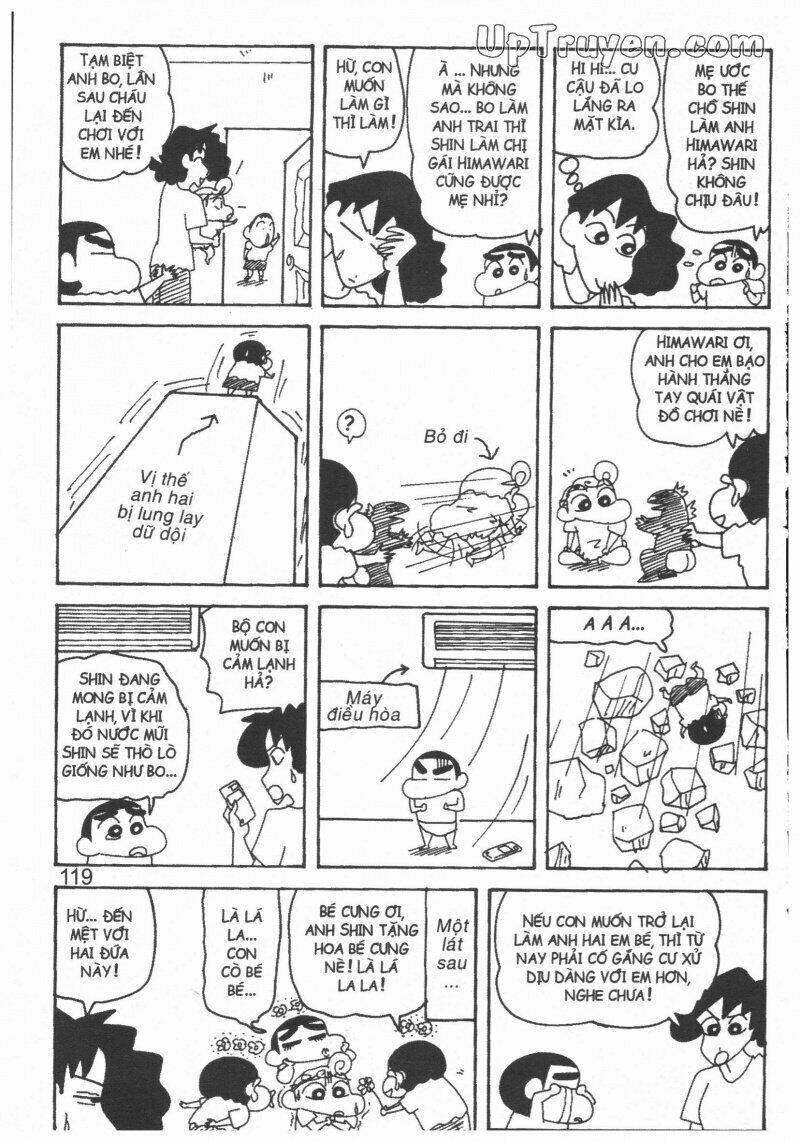 UpTruyen.com
MẸ ƯỚC
BO THẾ
CHỖ SHIN
LÀM ANH
HIMAWARI
HẢ? SHIN
KHÔNG
CHỊU ĐÂU!
HI HI... CU
CẬU ĐÃ LO
LẮNG RA
MẶT KÌA.
À ... NHƯNG
MÀ KHÔNG
SAO... BO LÀM
ANH TRAI THÌ
SHIN LÀM CHỊ
GÁI HIMAWARI
CŨNG ĐƯỢC
MẸ NHỈ?
HỪ, CON
MUỐN
LÀM GÌ
THÌ LÀM!
TẠM BIỆT
ANH BO, LẦN
SAU CHÁU
LẠI ĐẾN
CHƠI VỚI
EM NHÉ!
HIMAWARI ƠI,
ANH CHO EM BẠO
HÀNH THẲNG
TAY QUÁI VẬT
ĐỒ CHƠI NÈ!
Bỏ đi
?
Vị thế
anh hai
bị lung lay
dữ dội
A A A...
Máy
điều hòa
BỘ CON
MUỐN BỊ
CẢM LẠNH
HẢ?
SHIN ĐANG
MONG BỊ CẢM
LẠNH, VÌ KHI
ĐÓ NƯỚC MŨI
SHIN SẼ THÒ LÒ
GIỐNG NHƯ BO...
119
NẾU CON MUỐN TRỞ LẠI
LÀM ANH HAI EM BÉ, THÌ TỪ
NAY PHẢI CỐ GẮNG CƯ XỬ
DỊU DÀNG VỚI EM HƠN,
NGHE CHƯA!
Một
lát
sau
...
BÉ CƯNG ƠI,
ANH SHIN TẶNG
HOA BÉ CƯNG
NÈ! LÀ LÁ
LA LA!
LÀ LÁ
LA...
CON
CÒ BÉ
BÉ...
HỪ... ĐẾN
MỆT VỚI
HAI ĐỨA
NÀY!